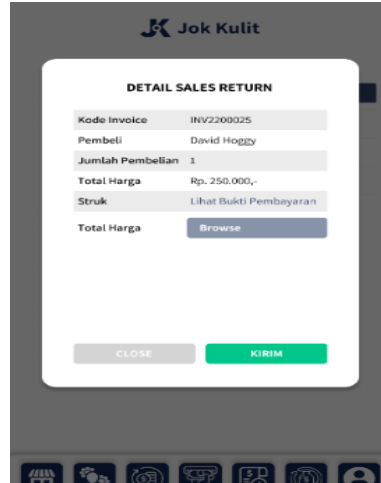 Jok Kulit
DETAIL SALES RETURN
Kode Invoice INV2200025
Pembeli David Hoggy
Jumlah Pembelian 1
Total Harga Rp. 250.000,-
Struk Lihat Bukti Pembayaran
Total Harga Browse
CLOSE KIRIM